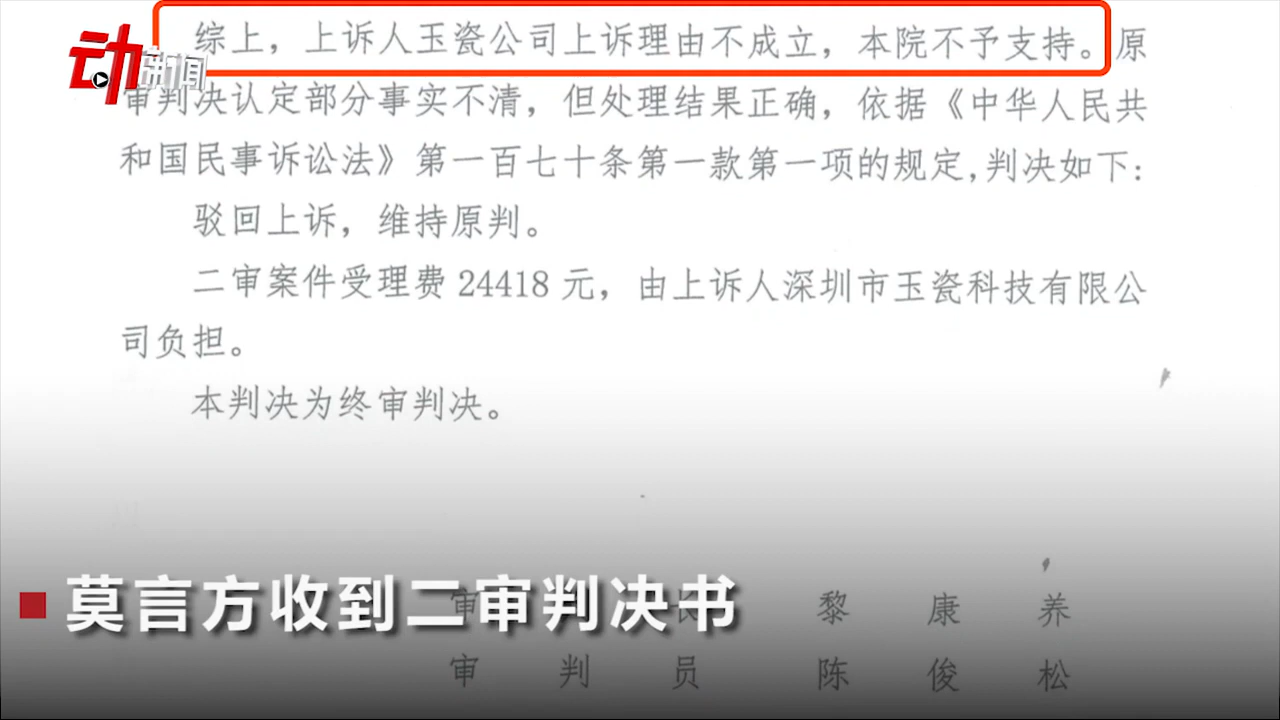 动新闻
综上，上诉人玉瓷公司上诉理由不成立，本院不予支持。原
审判决认定部分事实不清，但处理结果正确，依据《中华人民共
和国民事诉讼法》第一百七十条第一款第一项的规定，判决如下：
驳回上诉，维持原判。
二审案件受理费24418元，由上诉人深圳市玉瓷科技有限公
司负担。
本判决为终审判决。
莫言方收到二审判决书
审 长 黎康养
审判员 陈俊松